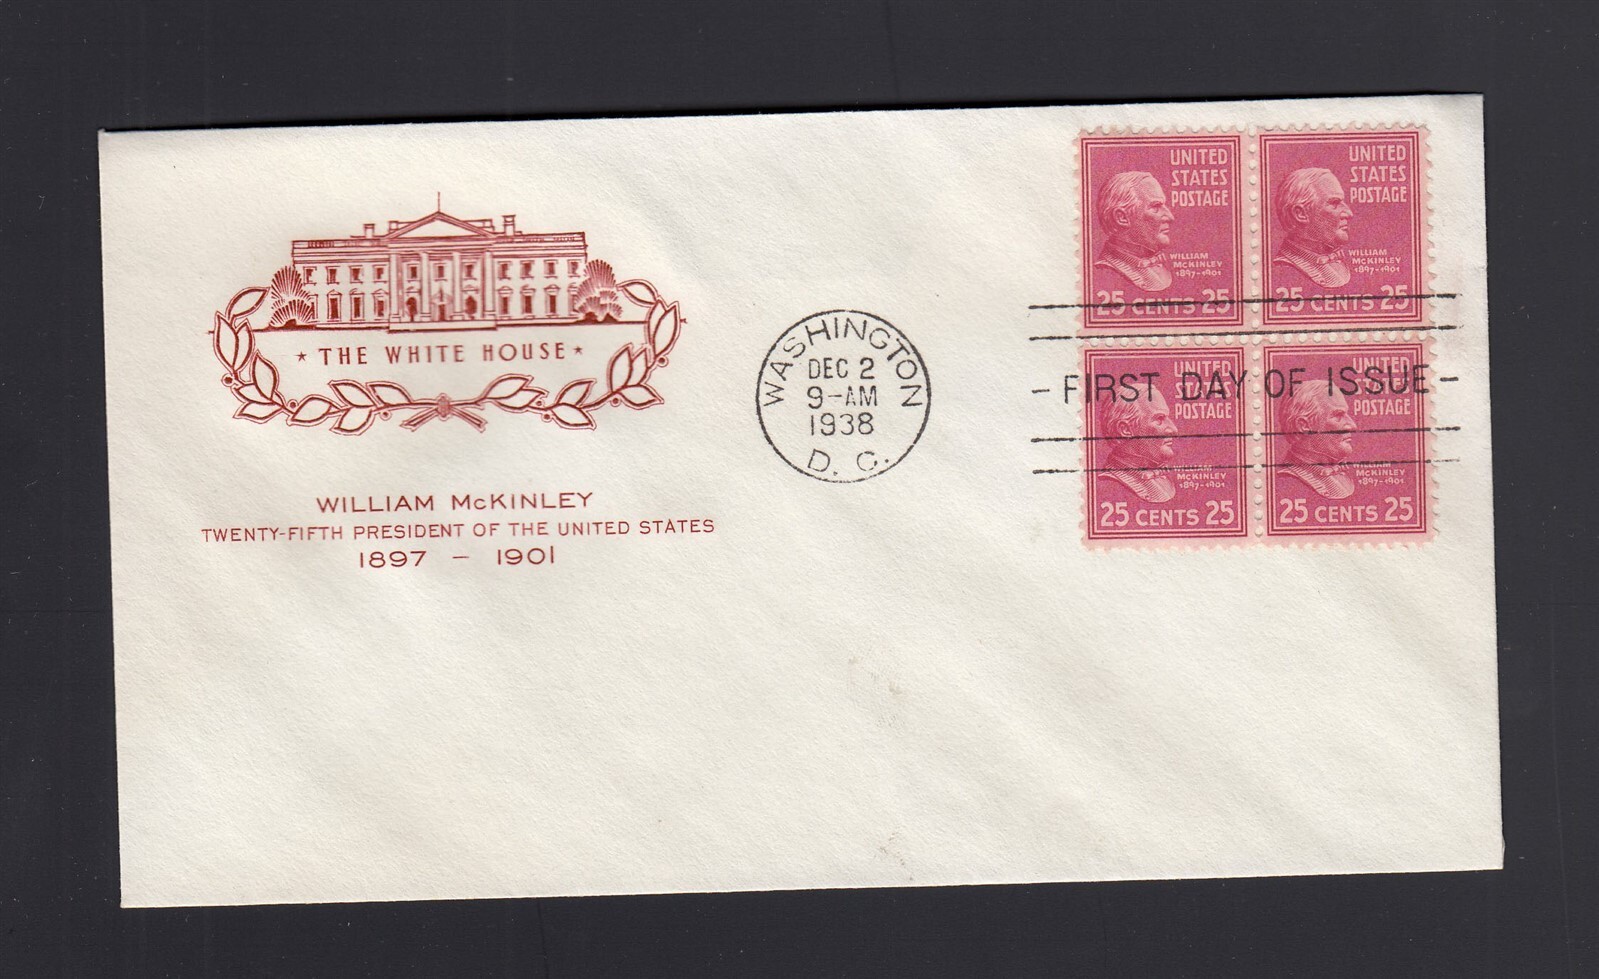 ★ THE WHITE HOUSE ★
WILLIAM McKINLEY
TWENTY-FIFTH PRESIDENT OF THE UNITED STATES
1897 – 1901
WASHINGTON
DEC 2
9-AM
1938
D. C.
UNITED
STATES
POSTAGE
WILLIAM
McKINLEY
1897-1901
25 CENTS 25
UNITED
STATES
POSTAGE
WILLIAM
McKINLEY
1897-1901
25 CENTS 25
- FIRST DAY OF ISSUE -
UNITED
STATES
POSTAGE
WILLIAM
McKINLEY
1897-1901
25 CENTS 25
UNITED
STATES
POSTAGE
WILLIAM
McKINLEY
1897-1901
25 CENTS 25